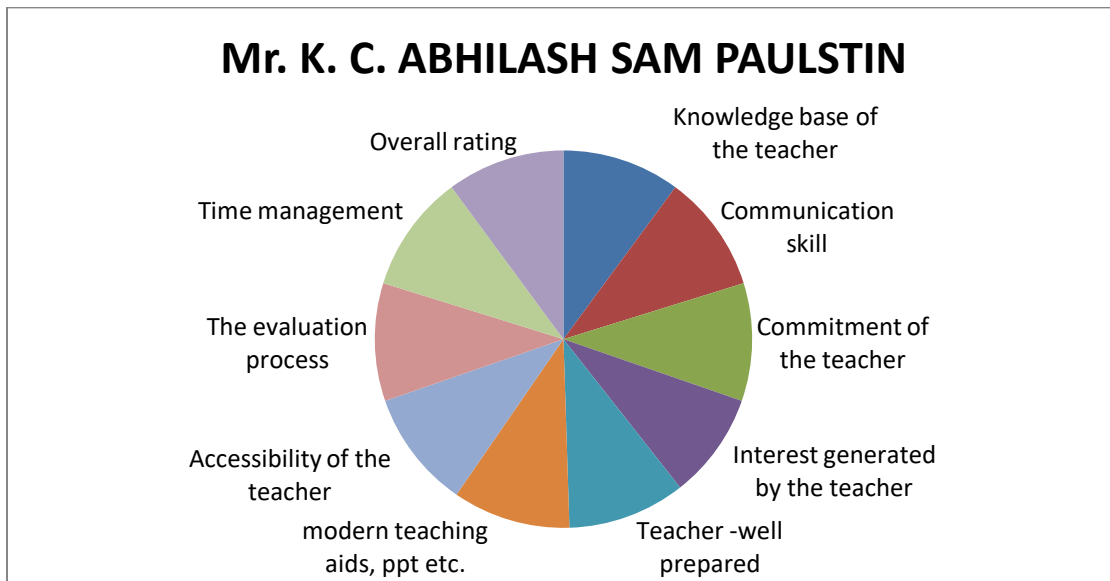 Mr. K. C. ABHILASH SAM PAULSTIN
Knowledge base of
the teacher
Communication
skill
Commitment of
the teacher
Interest generated
by the teacher
Teacher -well
prepared
modern teaching
aids, ppt etc.
Accessibility of the
teacher
The evaluation
process
Time management
Overall rating